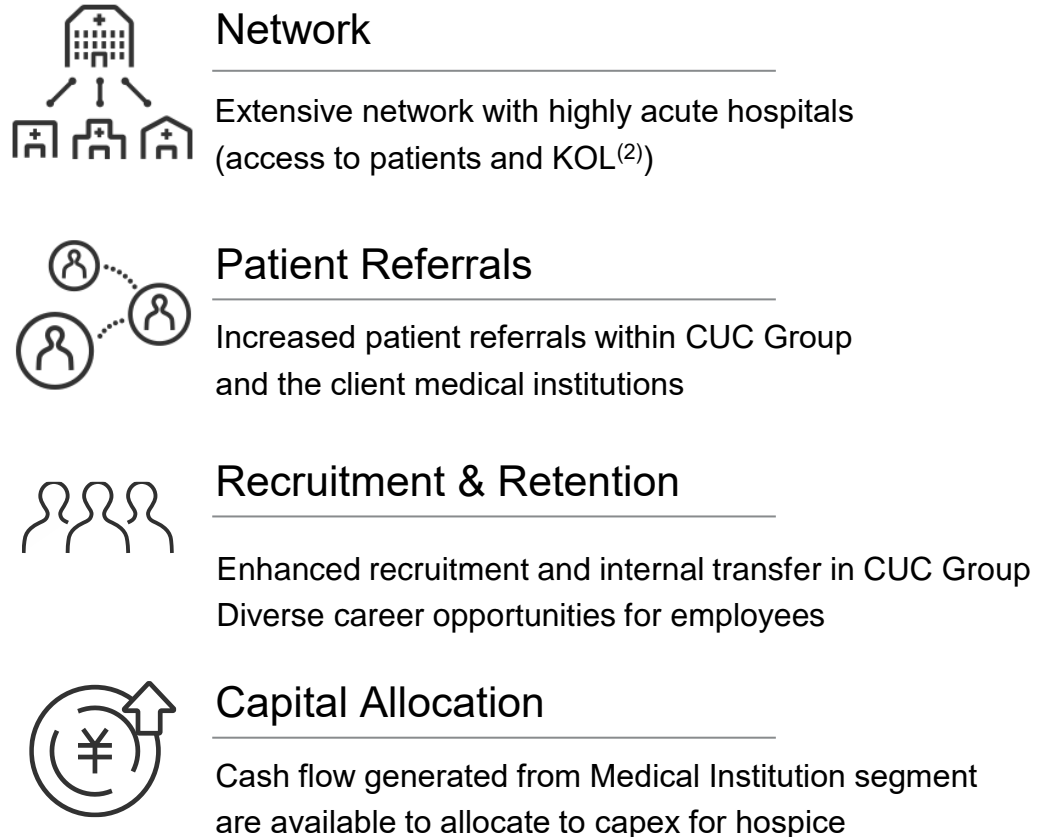 Network
Extensive network with highly acute hospitals
(access to patients and KOL(2))
Patient Referrals
Increased patient referrals within CUC Group
and the client medical institutions
Recruitment & Retention
Enhanced recruitment and internal transfer in CUC Group
Diverse career opportunities for employees
¥
Capital Allocation
Cash flow generated from Medical Institution segment
are available to allocate to capex for hospice